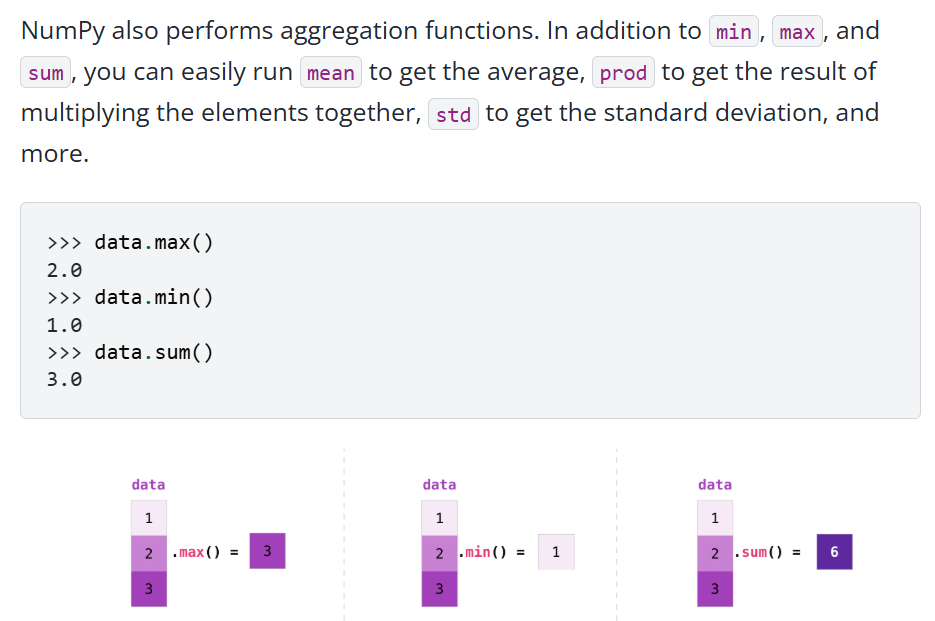 NumPy also performs aggregation functions. In addition to min, max, and
sum, you can easily run mean to get the average, prod to get the result of
multiplying the elements together, std to get the standard deviation, and
more.
>>> data.max()
2.0
>>> data.min()
1.0
>>> data.sum()
3.0
data
1
2 .max() = 3
3
data
1
2 .min() = 1
3
data
1
2 .sum() = 6
3